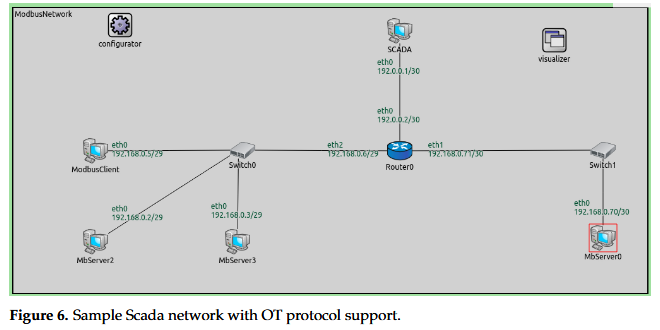 ModbusNetwork
configurator
SCADA
visualizer
eth0
192.0.0.1/30
eth0
192.0.0.2/30
eth0
192.168.0.5/29
ModbusClient
Switch0
eth2
192.168.0.6/29
Router0
eth1
192.168.0.71/30
Switch1
eth0
192.168.0.2/29
MbServer2
eth0
192.168.0.3/29
MbServer3
eth0
192.168.0.70/30
MbServer0
Figure 6. Sample Scada network with OT protocol support.